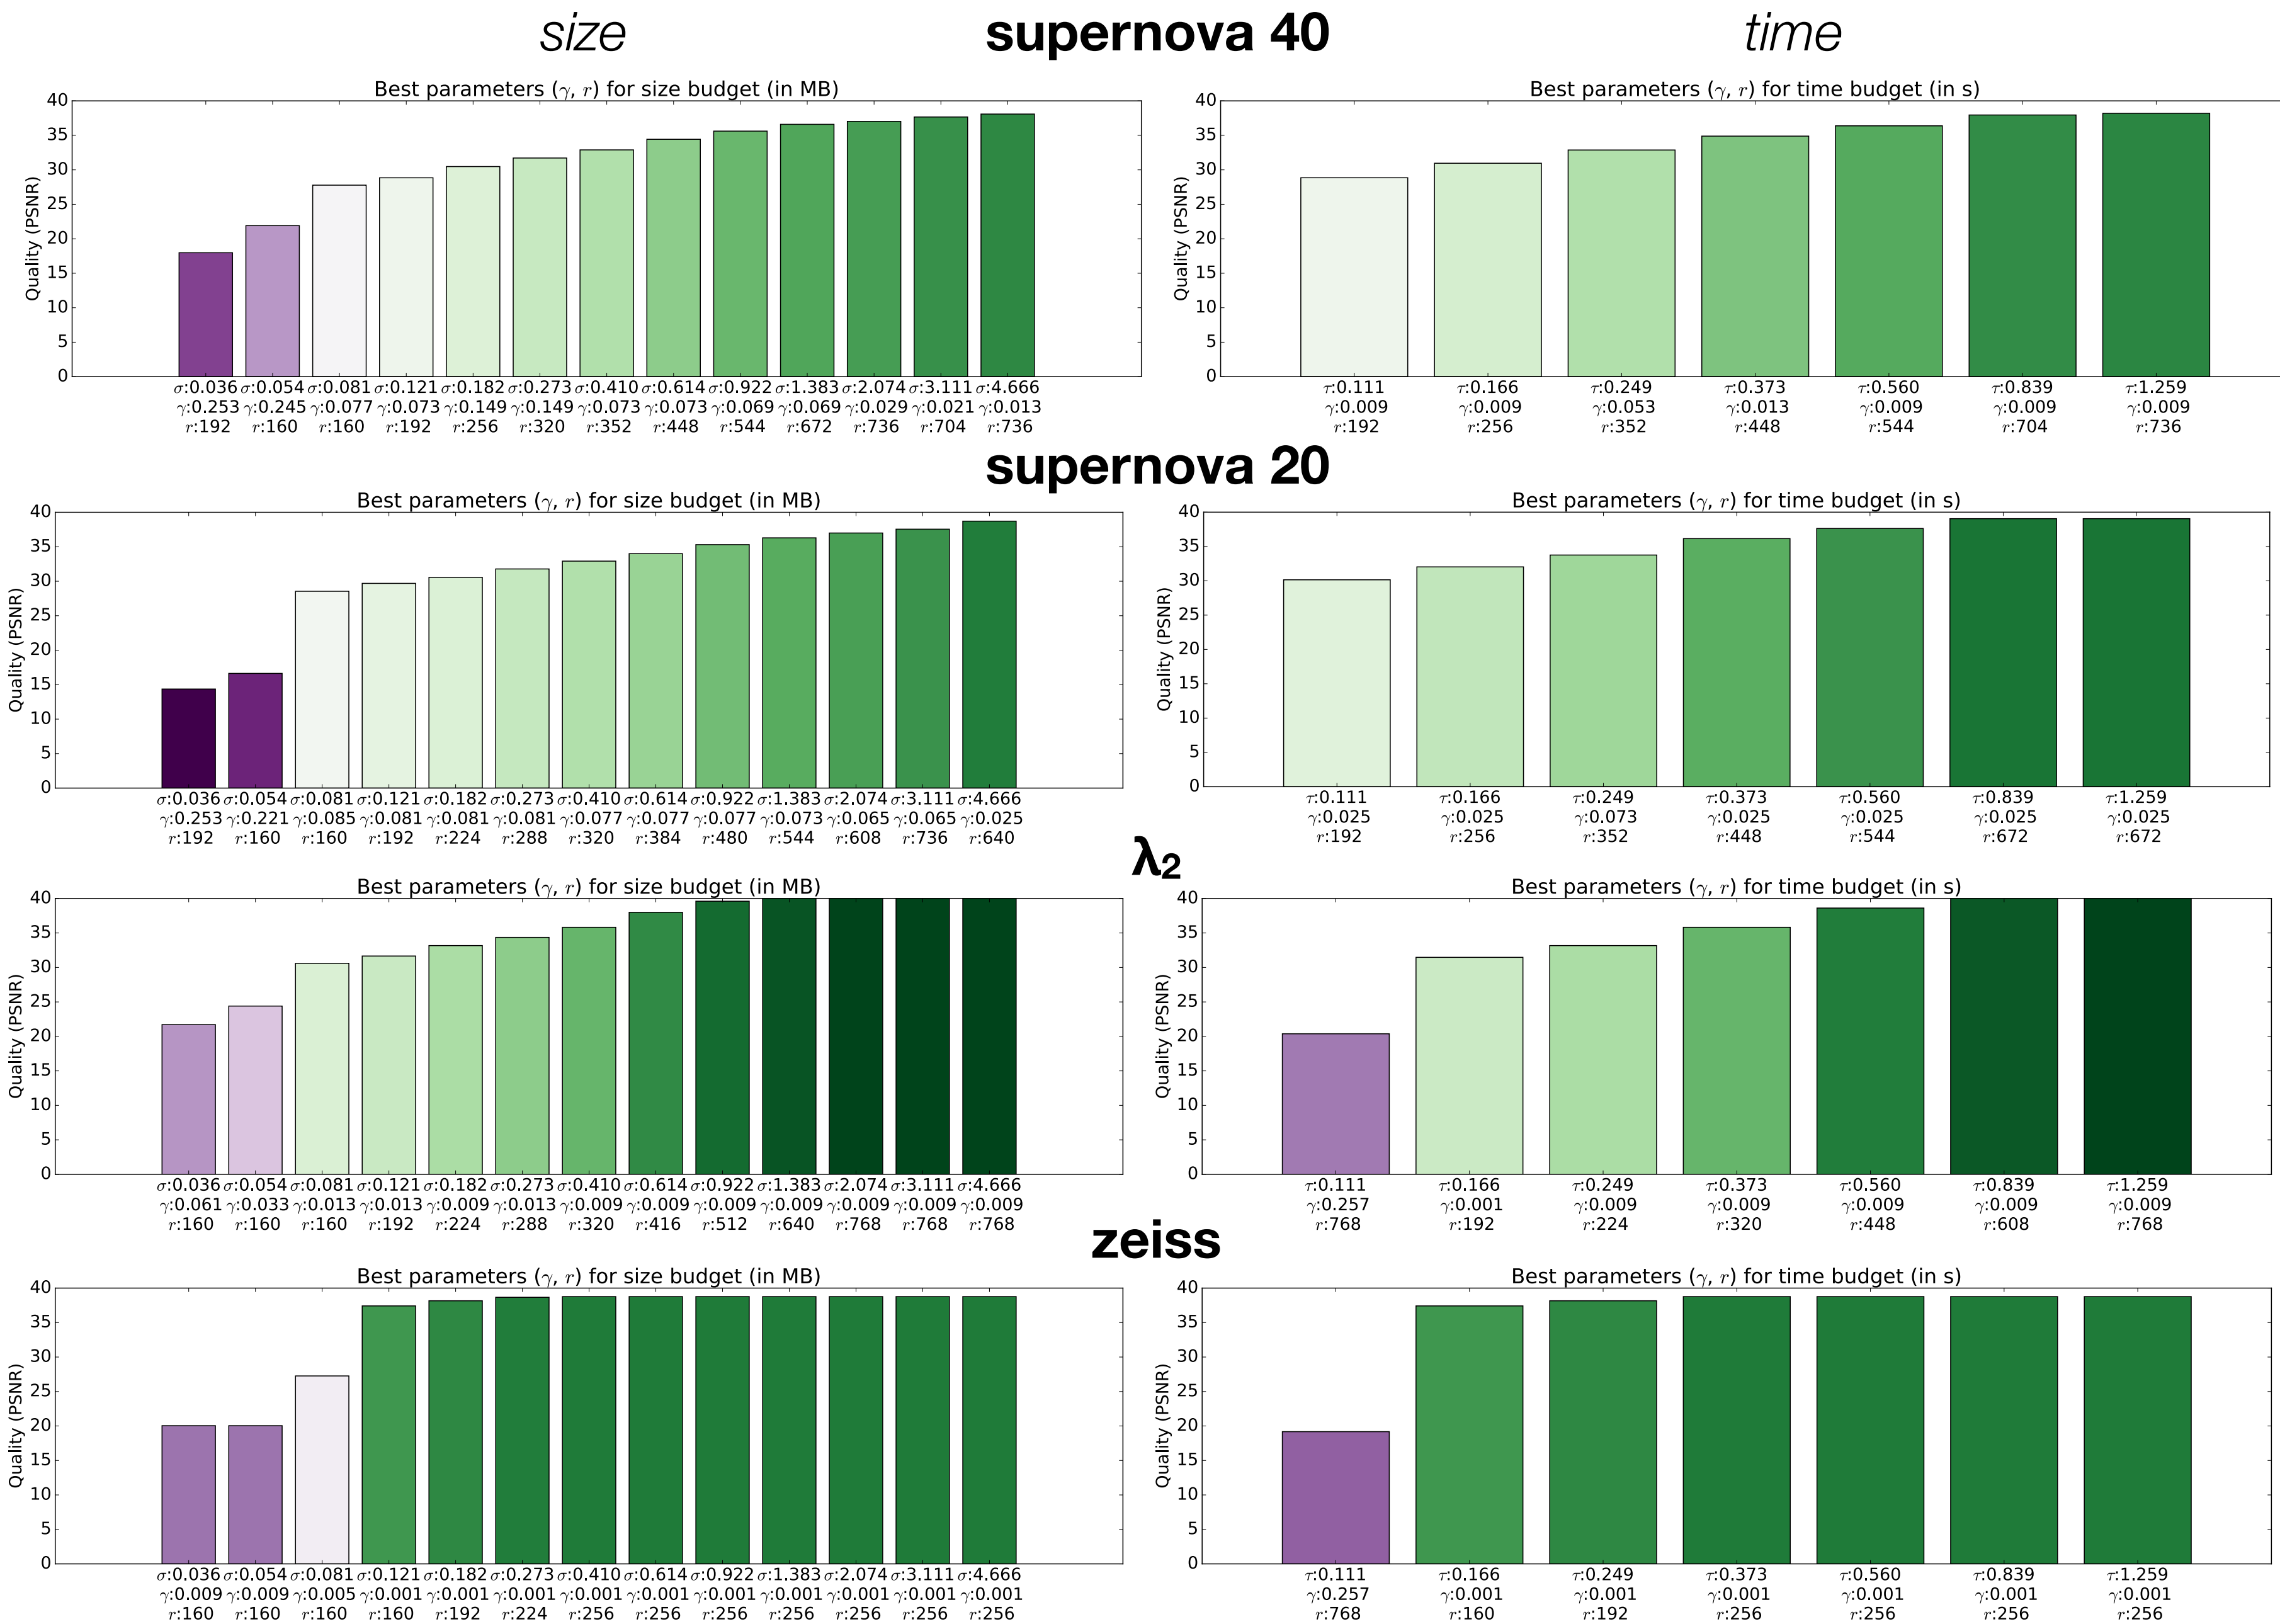 size supernova 40 time
Best parameters (γ, r) for size budget (in MB)
Quality (PSNR)
40
35
30
25
20
15
10
5
0
σ:0.036 σ:0.054 σ:0.081 σ:0.121 σ:0.182 σ:0.273 σ:0.410 σ:0.614 σ:0.922 σ:1.383 σ:2.074 σ:3.111 σ:4.666
γ:0.253 γ:0.245 γ:0.077 γ:0.073 γ:0.149 γ:0.149 γ:0.073 γ:0.073 γ:0.069 γ:0.069 γ:0.029 γ:0.021 γ:0.013
r:192 r:160 r:160 r:192 r:256 r:320 r:352 r:448 r:544 r:672 r:736 r:704 r:736
Best parameters (γ, r) for time budget (in s)
Quality (PSNR)
40
35
30
25
20
15
10
5
0
τ:0.111 τ:0.166 τ:0.249 τ:0.373 τ:0.560 τ:0.839 τ:1.259
γ:0.009 γ:0.009 γ:0.053 γ:0.013 γ:0.009 γ:0.009 γ:0.009
r:192 r:256 r:352 r:448 r:544 r:704 r:736
supernova 20
Best parameters (γ, r) for size budget (in MB)
Quality (PSNR)
40
35
30
25
20
15
10
5
0
σ:0.036 σ:0.054 σ:0.081 σ:0.121 σ:0.182 σ:0.273 σ:0.410 σ:0.614 σ:0.922 σ:1.383 σ:2.074 σ:3.111 σ:4.666
γ:0.253 γ:0.221 γ:0.085 γ:0.081 γ:0.081 γ:0.081 γ:0.077 γ:0.077 γ:0.077 γ:0.073 γ:0.065 γ:0.065 γ:0.025
r:192 r:160 r:160 r:192 r:224 r:288 r:320 r:384 r:480 r:544 r:608 r:736 r:640
Best parameters (γ, r) for time budget (in s)
Quality (PSNR)
40
35
30
25
20
15
10
5
0
τ:0.111 τ:0.166 τ:0.249 τ:0.373 τ:0.560 τ:0.839 τ:1.259
γ:0.025 γ:0.025 γ:0.073 γ:0.025 γ:0.025 γ:0.025 γ:0.025
r:192 r:256 r:352 r:448 r:544 r:672 r:672
λ₂
Best parameters (γ, r) for size budget (in MB)
Quality (PSNR)
40
35
30
25
20
15
10
5
0
σ:0.036 σ:0.054 σ:0.081 σ:0.121 σ:0.182 σ:0.273 σ:0.410 σ:0.614 σ:0.922 σ:1.383 σ:2.074 σ:3.111 σ:4.666
γ:0.061 γ:0.033 γ:0.013 γ:0.013 γ:0.009 γ:0.013 γ:0.009 γ:0.009 γ:0.009 γ:0.009 γ:0.009 γ:0.009 γ:0.009
r:160 r:160 r:160 r:192 r:224 r:288 r:320 r:416 r:512 r:640 r:768 r:768 r:768
Best parameters (γ, r) for time budget (in s)
Quality (PSNR)
40
35
30
25
20
15
10
5
0
τ:0.111 τ:0.166 τ:0.249 τ:0.373 τ:0.560 τ:0.839 τ:1.259
γ:0.257 γ:0.001 γ:0.009 γ:0.009 γ:0.009 γ:0.009 γ:0.009
r:768 r:192 r:224 r:320 r:448 r:608 r:768
zeiss
Best parameters (γ, r) for size budget (in MB)
Quality (PSNR)
40
35
30
25
20
15
10
5
0
σ:0.036 σ:0.054 σ:0.081 σ:0.121 σ:0.182 σ:0.273 σ:0.410 σ:0.614 σ:0.922 σ:1.383 σ:2.074 σ:3.111 σ:4.666
γ:0.009 γ:0.009 γ:0.005 γ:0.001 γ:0.001 γ:0.001 γ:0.001 γ:0.001 γ:0.001 γ:0.001 γ:0.001 γ:0.001 γ:0.001
r:160 r:160 r:160 r:160 r:192 r:224 r:256 r:256 r:256 r:256 r:256 r:256 r:256
Best parameters (γ, r) for time budget (in s)
Quality (PSNR)
40
35
30
25
20
15
10
5
0
τ:0.111 τ:0.166 τ:0.249 τ:0.373 τ:0.560 τ:0.839 τ:1.259
γ:0.257 γ:0.001 γ:0.001 γ:0.001 γ:0.001 γ:0.001 γ:0.001
r:768 r:160 r:192 r:256 r:256 r:256 r:256